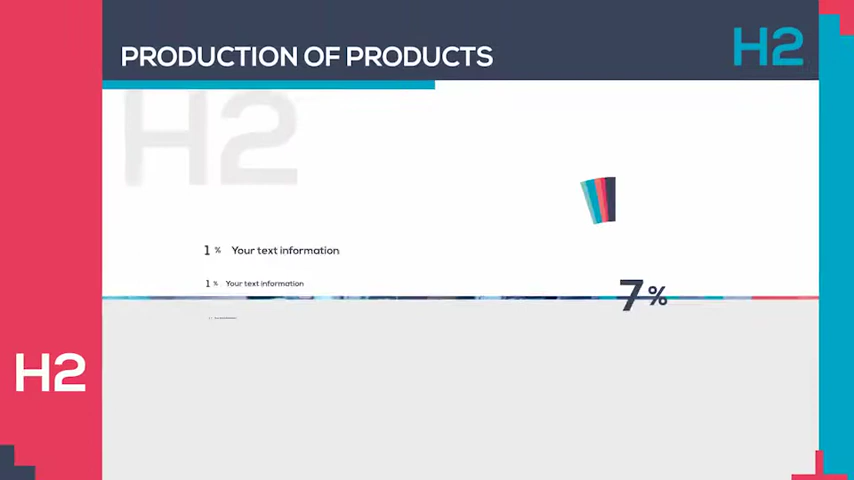 PRODUCTION OF PRODUCTS
H2
H2
1 % Your text information
1 % Your text information
7%
H2